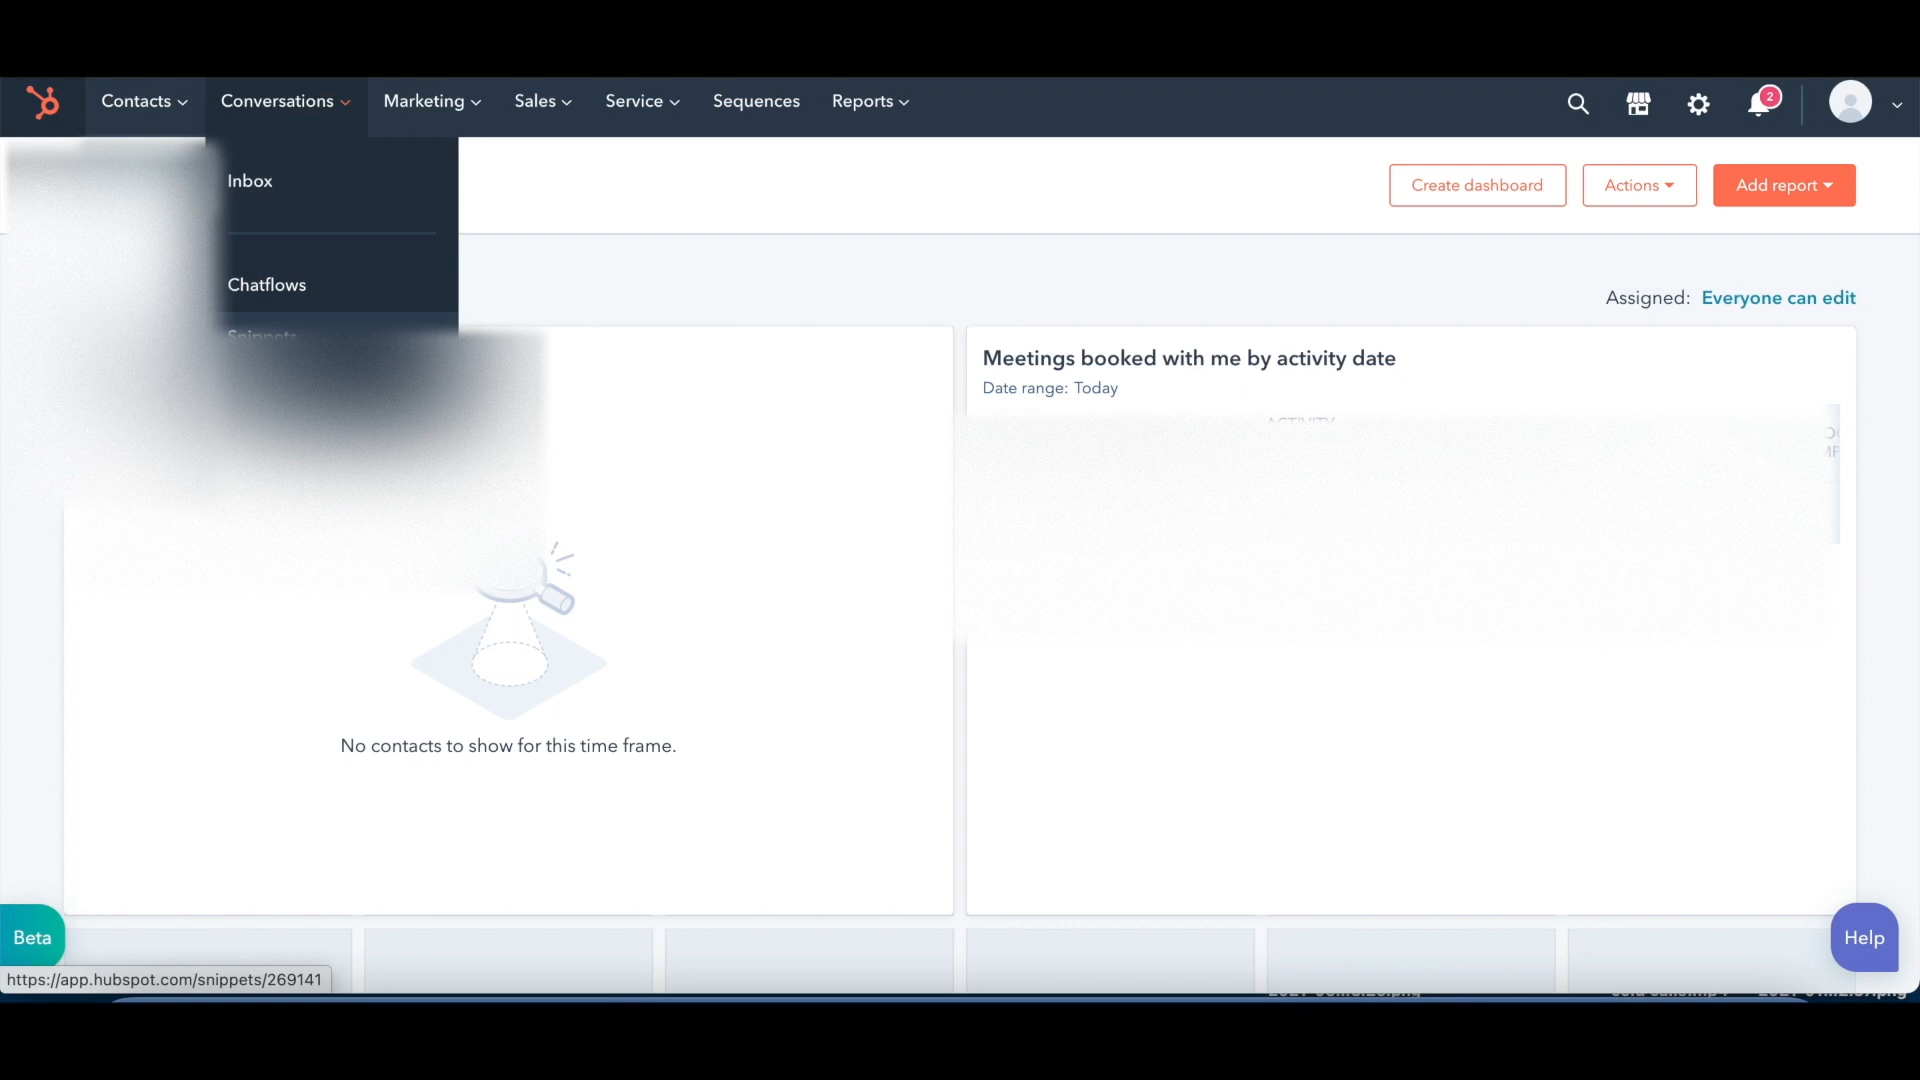 Contacts
Conversations
Marketing
Sales
Service
Sequences
Reports
2
Inbox
Chatflows
Snippets
Create dashboard
Actions
Add report
Assigned: Everyone can edit
Meetings booked with me by activity date
Date range: Today
ACTIVITY
No contacts to show for this time frame.
Beta
Help
https://app.hubspot.com/snippets/269141